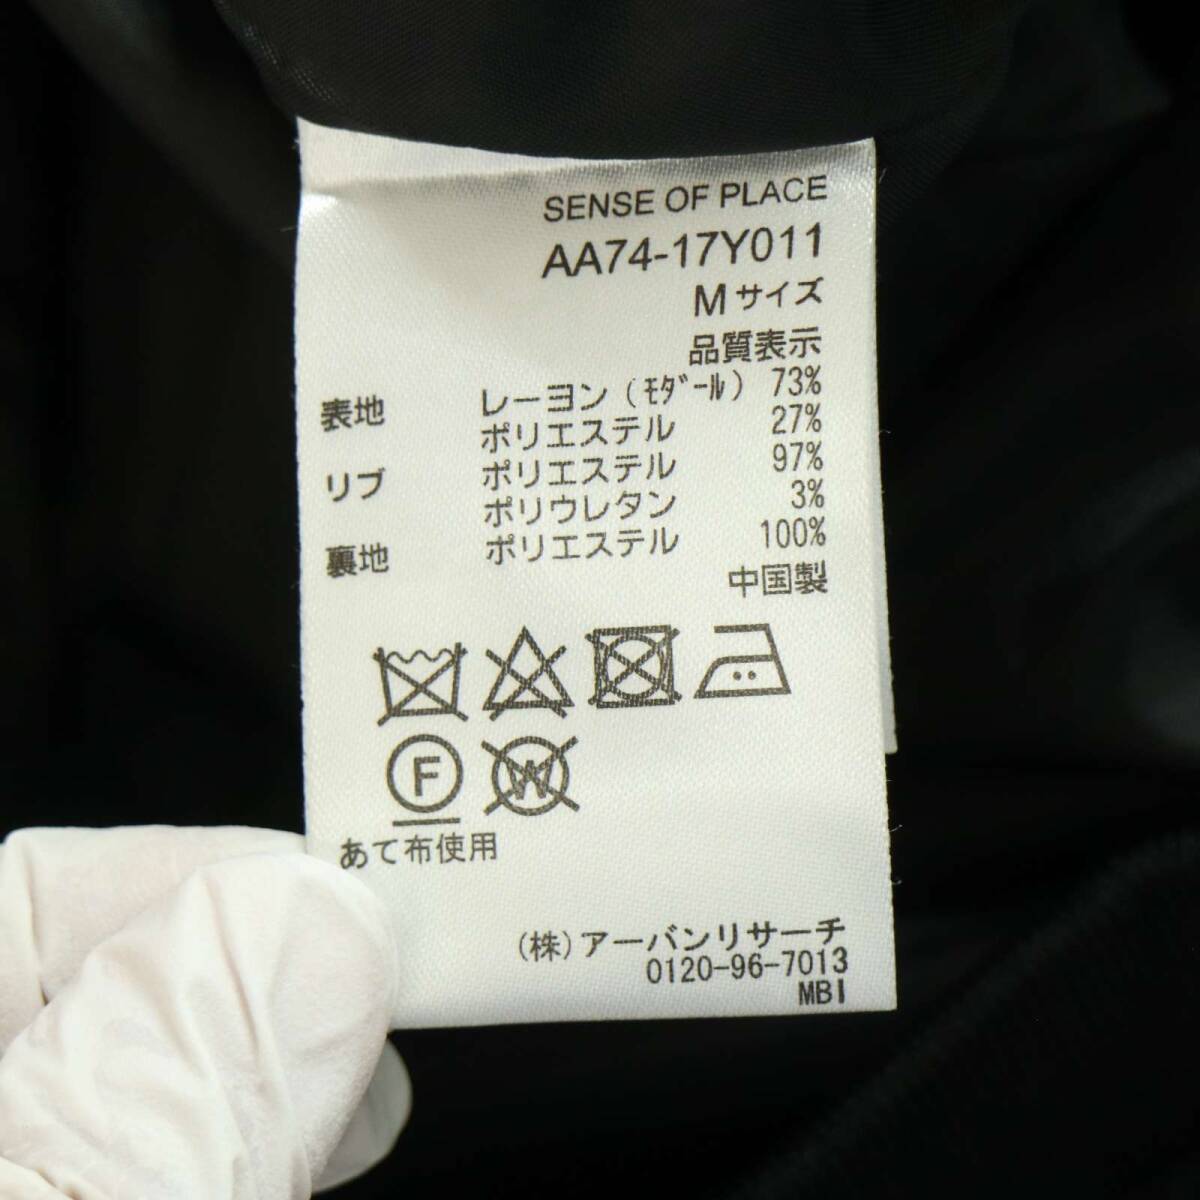 SENSE OF PLACE
AA74-17Y011
M サイズ
品質表示
表地 レーヨン(ﾓﾀﾞｰﾙ) 73%
ポリエステル 27%
リブ ポリエステル 97%
ポリウレタン 3%
裏地 ポリエステル 100%
中国製
F W
あて布使用
(株)アーバンリサーチ
0120-96-7013
MBI